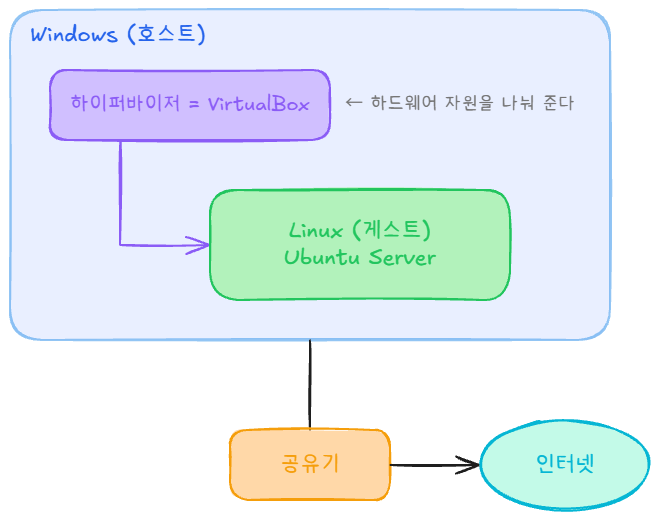 Windows (호스트)
하이퍼바이저 = VirtualBox
← 하드웨어 자원을 나눠 준다
Linux (게스트)
Ubuntu Server
공유기
인터넷